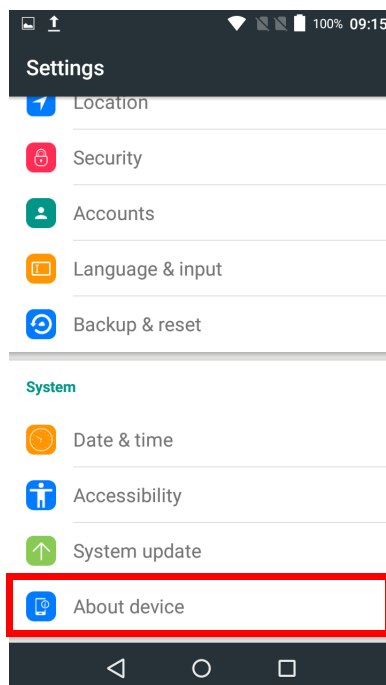 100% 09:15
Settings
Location
Security
Accounts
Language & input
Backup & reset
System
Date & time
Accessibility
System update
About device